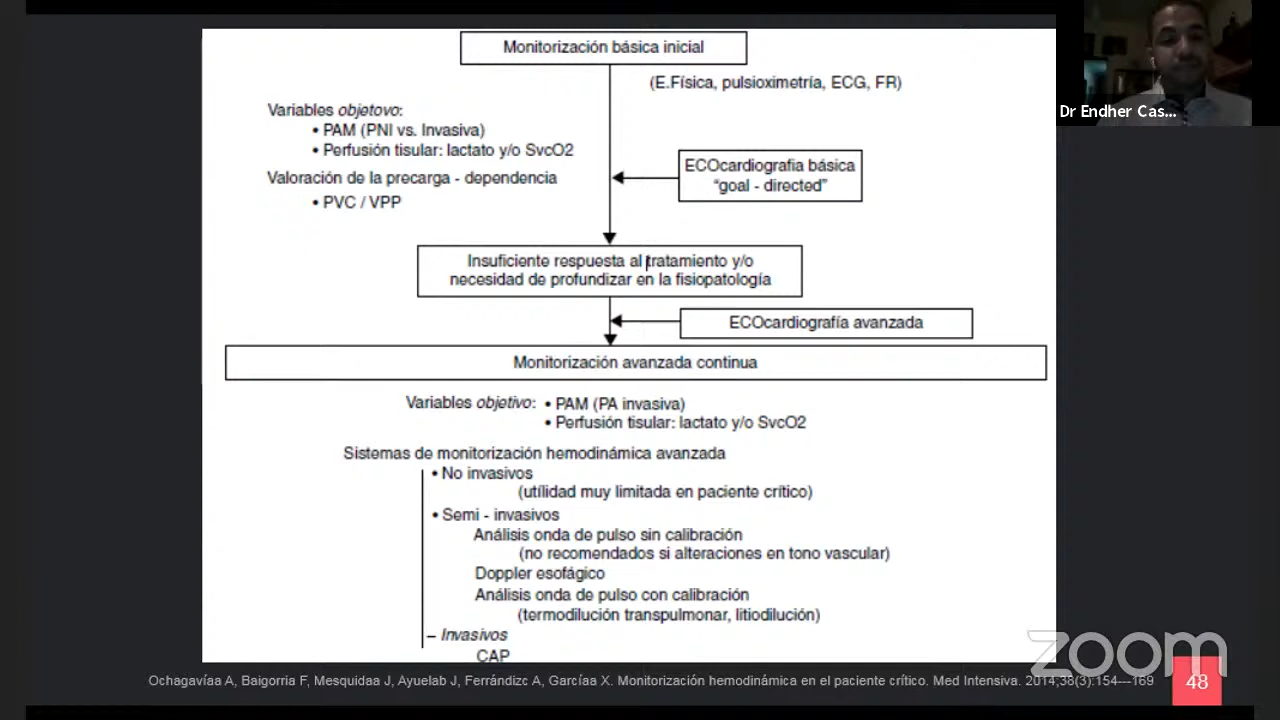 Monitorización básica inicial
(E.Física, pulsioximetría, ECG, FR)
Variables objetovo:
• PAM (PNI vs. Invasiva)
• Perfusión tisular: lactato y/o SvcO2
Valoración de la precarga - dependencia
• PVC / VPP
ECOcardiografia básica
“goal - directed”
Insuficiente respuesta al tratamiento y/o
necesidad de profundizar en la fisiopatología
ECOcardiografía avanzada
Monitorización avanzada continua
Variables objetivo: • PAM (PA invasiva)
• Perfusión tisular: lactato y/o SvcO2
Sistemas de monitorización hemodinámica avanzada
• No invasivos
(utílidad muy limitada en paciente crítico)
• Semi - invasivos
Análisis onda de pulso sin calibración
(no recomendados si alteraciones en tono vascular)
Doppler esofágico
Análisis onda de pulso con calibración
(termodilución transpulmonar, litiodilución)
– Invasivos
CAP
Ochagavíaa A, Baigorria F, Mesquidaa J, Ayuelab J, Ferrándizc A, Garcíaa X. Monitorización hemodinámica en el paciente crítico. Med Intensiva. 2014;38(3):154---169
48
Dr Endher Cas...
zoom